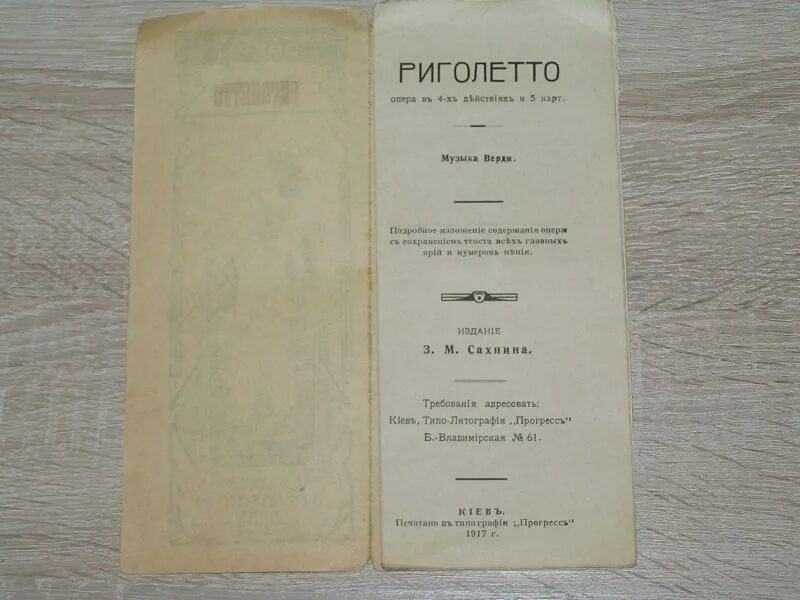 РИГОЛЕТТО
опера въ 4-хъ дѣйствіяхъ и 5 карт.
Музыка Верди.
Подробное изложеніе содержанія оперы
съ сохраненіемъ текста всѣхъ главныхъ
арій и нумеровъ пѣнія.
ИЗДАНІЕ
З. М. Сахнина.
Требованія адресовать:
Кіевъ, Типо-Литографія „Прогрессъ“
Б.-Владимірская № 61.
КІЕВЪ.
Печатано въ типографіи „Прогрессъ“
1917 г.
РИГОЛЕТТО